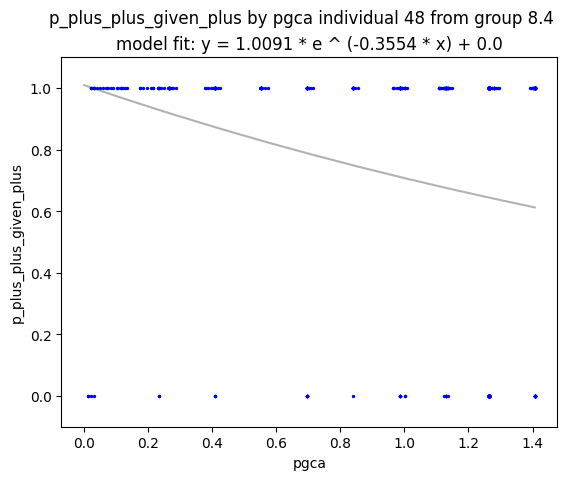 p_plus_plus_given_plus by pgca individual 48 from group 8.4
model fit: y = 1.0091 * e ^ (-0.3554 * x) + 0.0
1.0
0.8
0.6
0.4
0.2
0.0
p_plus_plus_given_plus
0.0 0.2 0.4 0.6 0.8 1.0 1.2 1.4
pgca